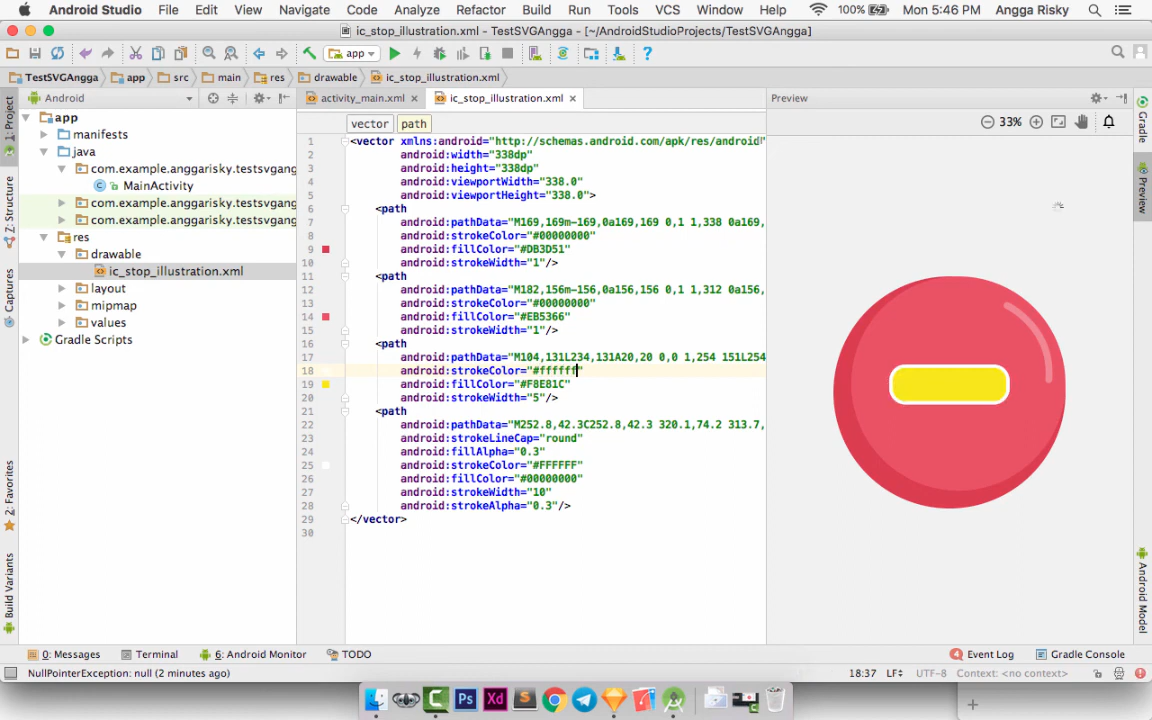 Android Studio File Edit View Navigate Code Analyze Refactor Build Run Tools VCS Window Help 100% Mon 5:46 PM Angga Risky
ic_stop_illustration.xml - TestSVGAngga - [~/AndroidStudioProjects/TestSVGAngga]
app
TestSVGAngga app src main res drawable ic_stop_illustration.xml
Android
activity_main.xml ic_stop_illustration.xml
Preview
1: Project
Z: Structure
Captures
2: Favorites
Build Variants
app
manifests
java
com.example.anggarisky.testsvgang
MainActivity
com.example.anggarisky.testsvgang
com.example.anggarisky.testsvgang
res
drawable
ic_stop_illustration.xml
layout
mipmap
values
Gradle Scripts
vector path
1 <vector xmlns:android="http://schemas.android.com/apk/res/android"
2 android:width="338dp"
3 android:height="338dp"
4 android:viewportWidth="338.0"
5 android:viewportHeight="338.0">
6 <path
7 android:pathData="M169,169m-169,0a169,169 0,1 1,338 0a169,
8 android:strokeColor="#00000000"
9 android:fillColor="#DB3D51"
10 android:strokeWidth="1"/>
11 <path
12 android:pathData="M182,156m-156,0a156,156 0,1 1,312 0a156,
13 android:strokeColor="#00000000"
14 android:fillColor="#EB5366"
15 android:strokeWidth="1"/>
16 <path
17 android:pathData="M104,131L234,131A20,20 0,0 1,254 151L254
18 android:strokeColor="#ffffff"
19 android:fillColor="#F8E81C"
20 android:strokeWidth="5"/>
21 <path
22 android:pathData="M252.8,42.3C252.8,42.3 320.1,74.2 313.7,
23 android:strokeLineCap="round"
24 android:fillAlpha="0.3"
25 android:strokeColor="#FFFFFF"
26 android:fillColor="#00000000"
27 android:strokeWidth="10"
28 android:strokeAlpha="0.3"/>
29 </vector>
30
33%
Gradle
Preview
Android Model
0: Messages Terminal 6: Android Monitor TODO 4 Event Log Gradle Console
NullPointerException: null (2 minutes ago) 18:37 LF UTF-8 Context: <no context>
Ps Xd S